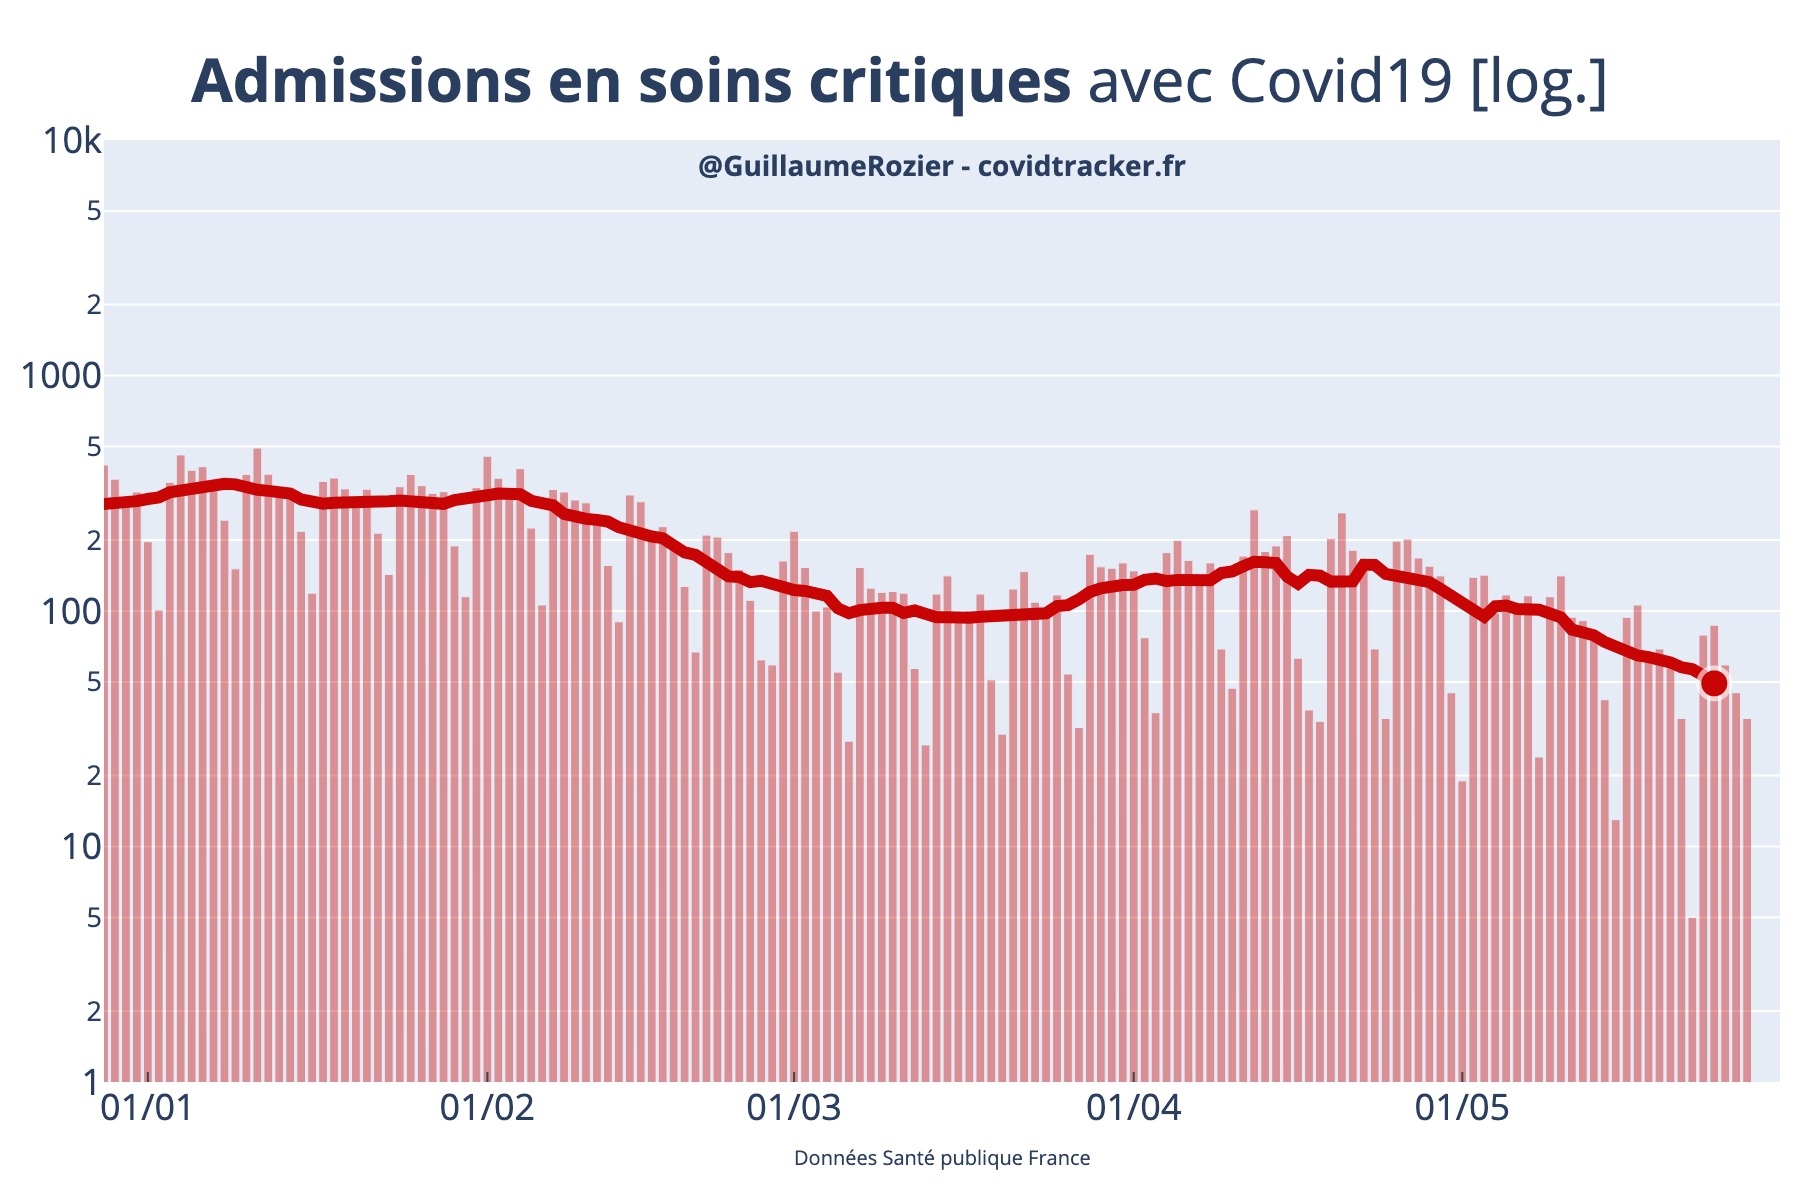 Admissions en soins critiques avec Covid19 [log.]
@GuillaumeRozier - covidtracker.fr
10k
5
2
1000
5
2
100
5
2
10
5
2
1
01/01 01/02 01/03 01/04 01/05
Données Santé publique France